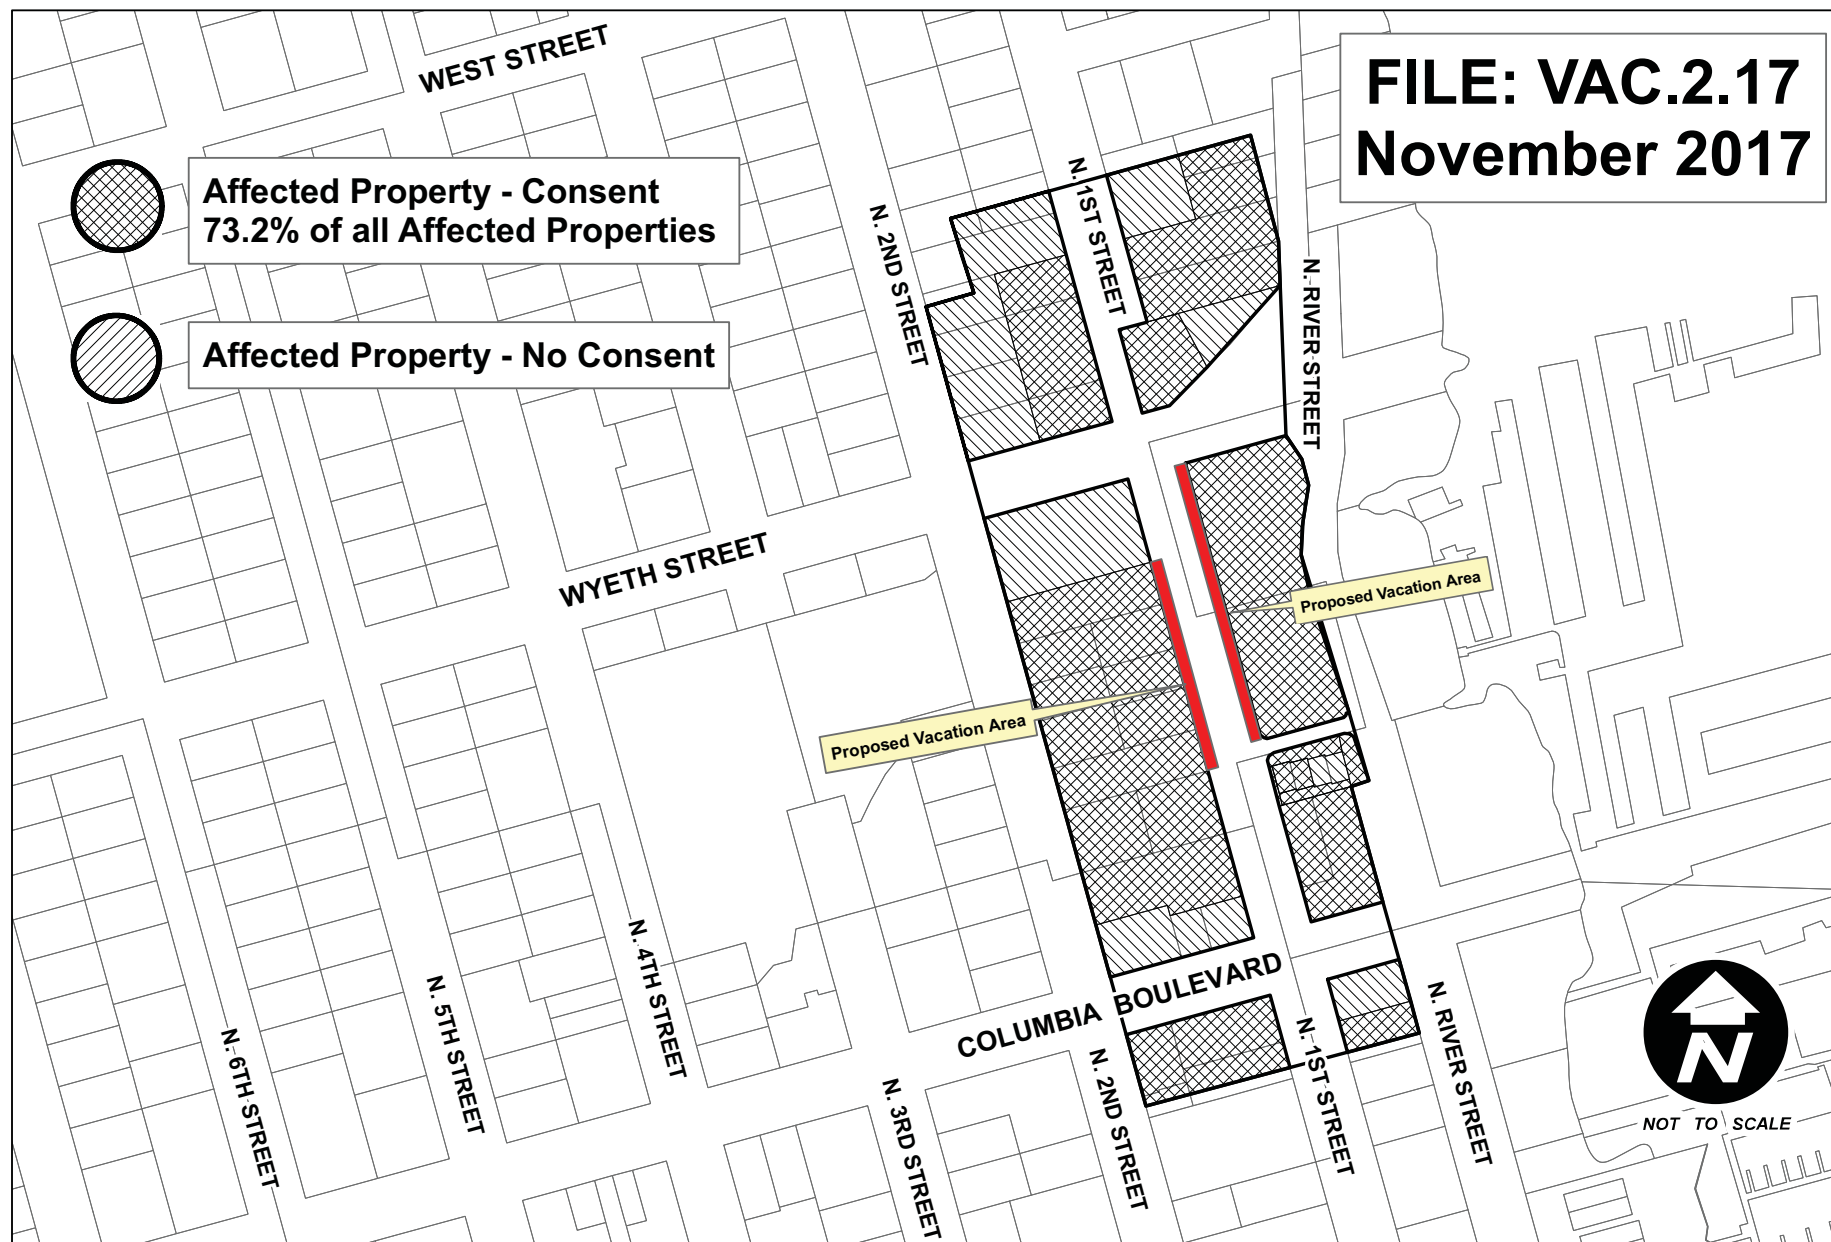 WEST STREET
FILE: VAC.2.17
November 2017
Affected Property - Consent
73.2% of all Affected Properties
Affected Property - No Consent
N. 2ND STREET
N. 1ST STREET
N. RIVER STREET
WYETH STREET
Proposed Vacation Area
Proposed Vacation Area
COLUMBIA BOULEVARD
N. 6TH STREET
N. 5TH STREET
N. 4TH STREET
N. 3RD STREET
N. 2ND STREET
N. 1ST STREET
N. RIVER STREET
N
NOT TO SCALE